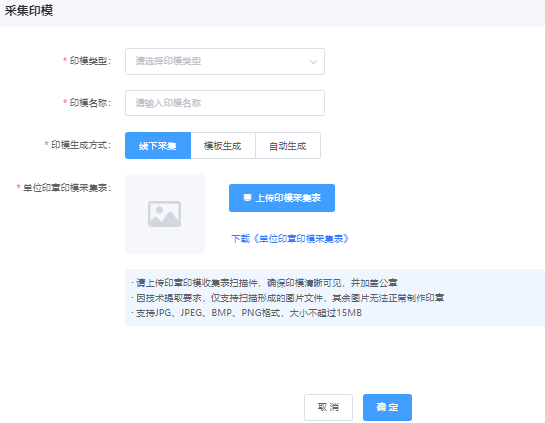 采集印模
* 印模类型:
请选择印模类型
* 印模名称:
请输入印模名称
* 印模生成方式:
线下采集 模板生成 自动生成
* 单位印章印模采集表:
上传印模采集表
下载《单位印章印模采集表》
· 请上传印章印模收集表扫描件，确保印模清晰可见，并加盖公章
· 因技术提取要求，仅支持扫描形成的图片文件，其余图片无法正常制作印章
· 支持JPG、JPEG、BMP、PNG格式，大小不超过15MB
取 消 确 定